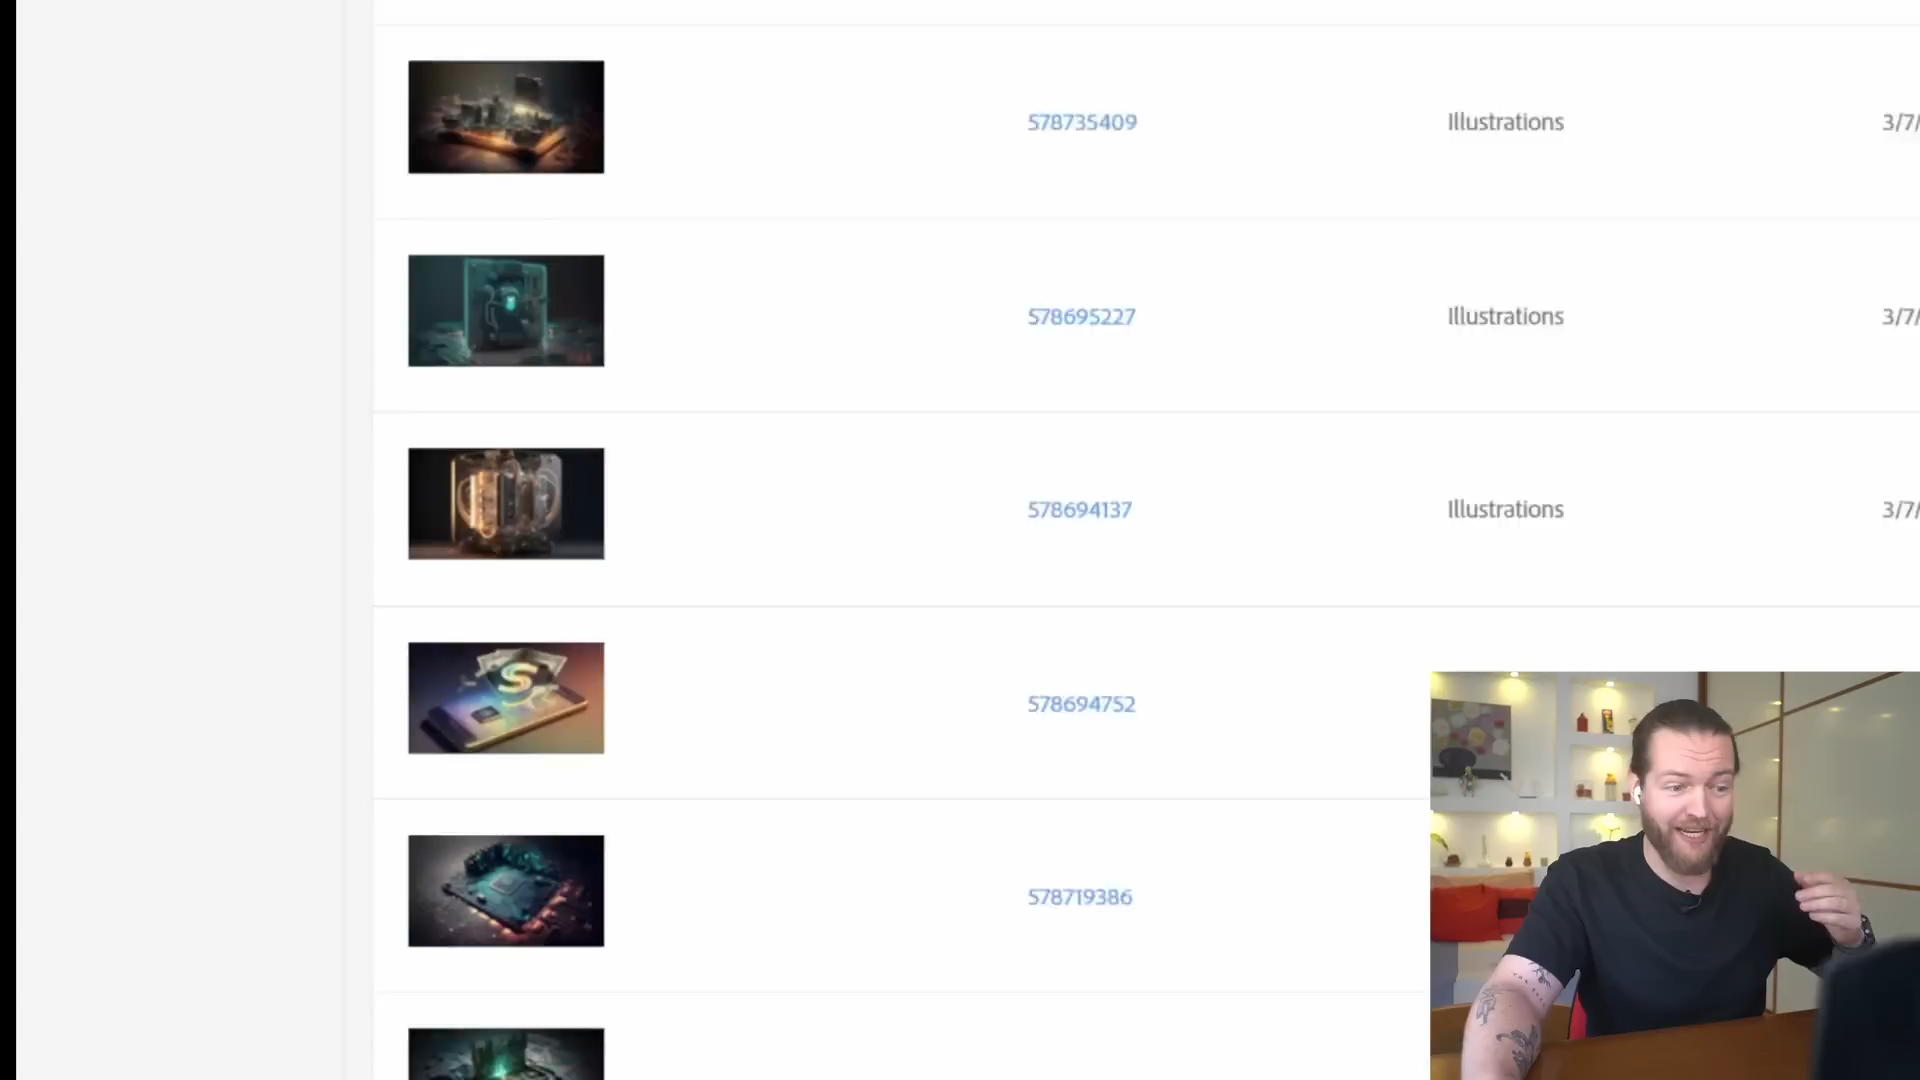 578735409 Illustrations 3/7/
578695227 Illustrations 3/7/
578694137 Illustrations 3/7/
S
578694752
578719386